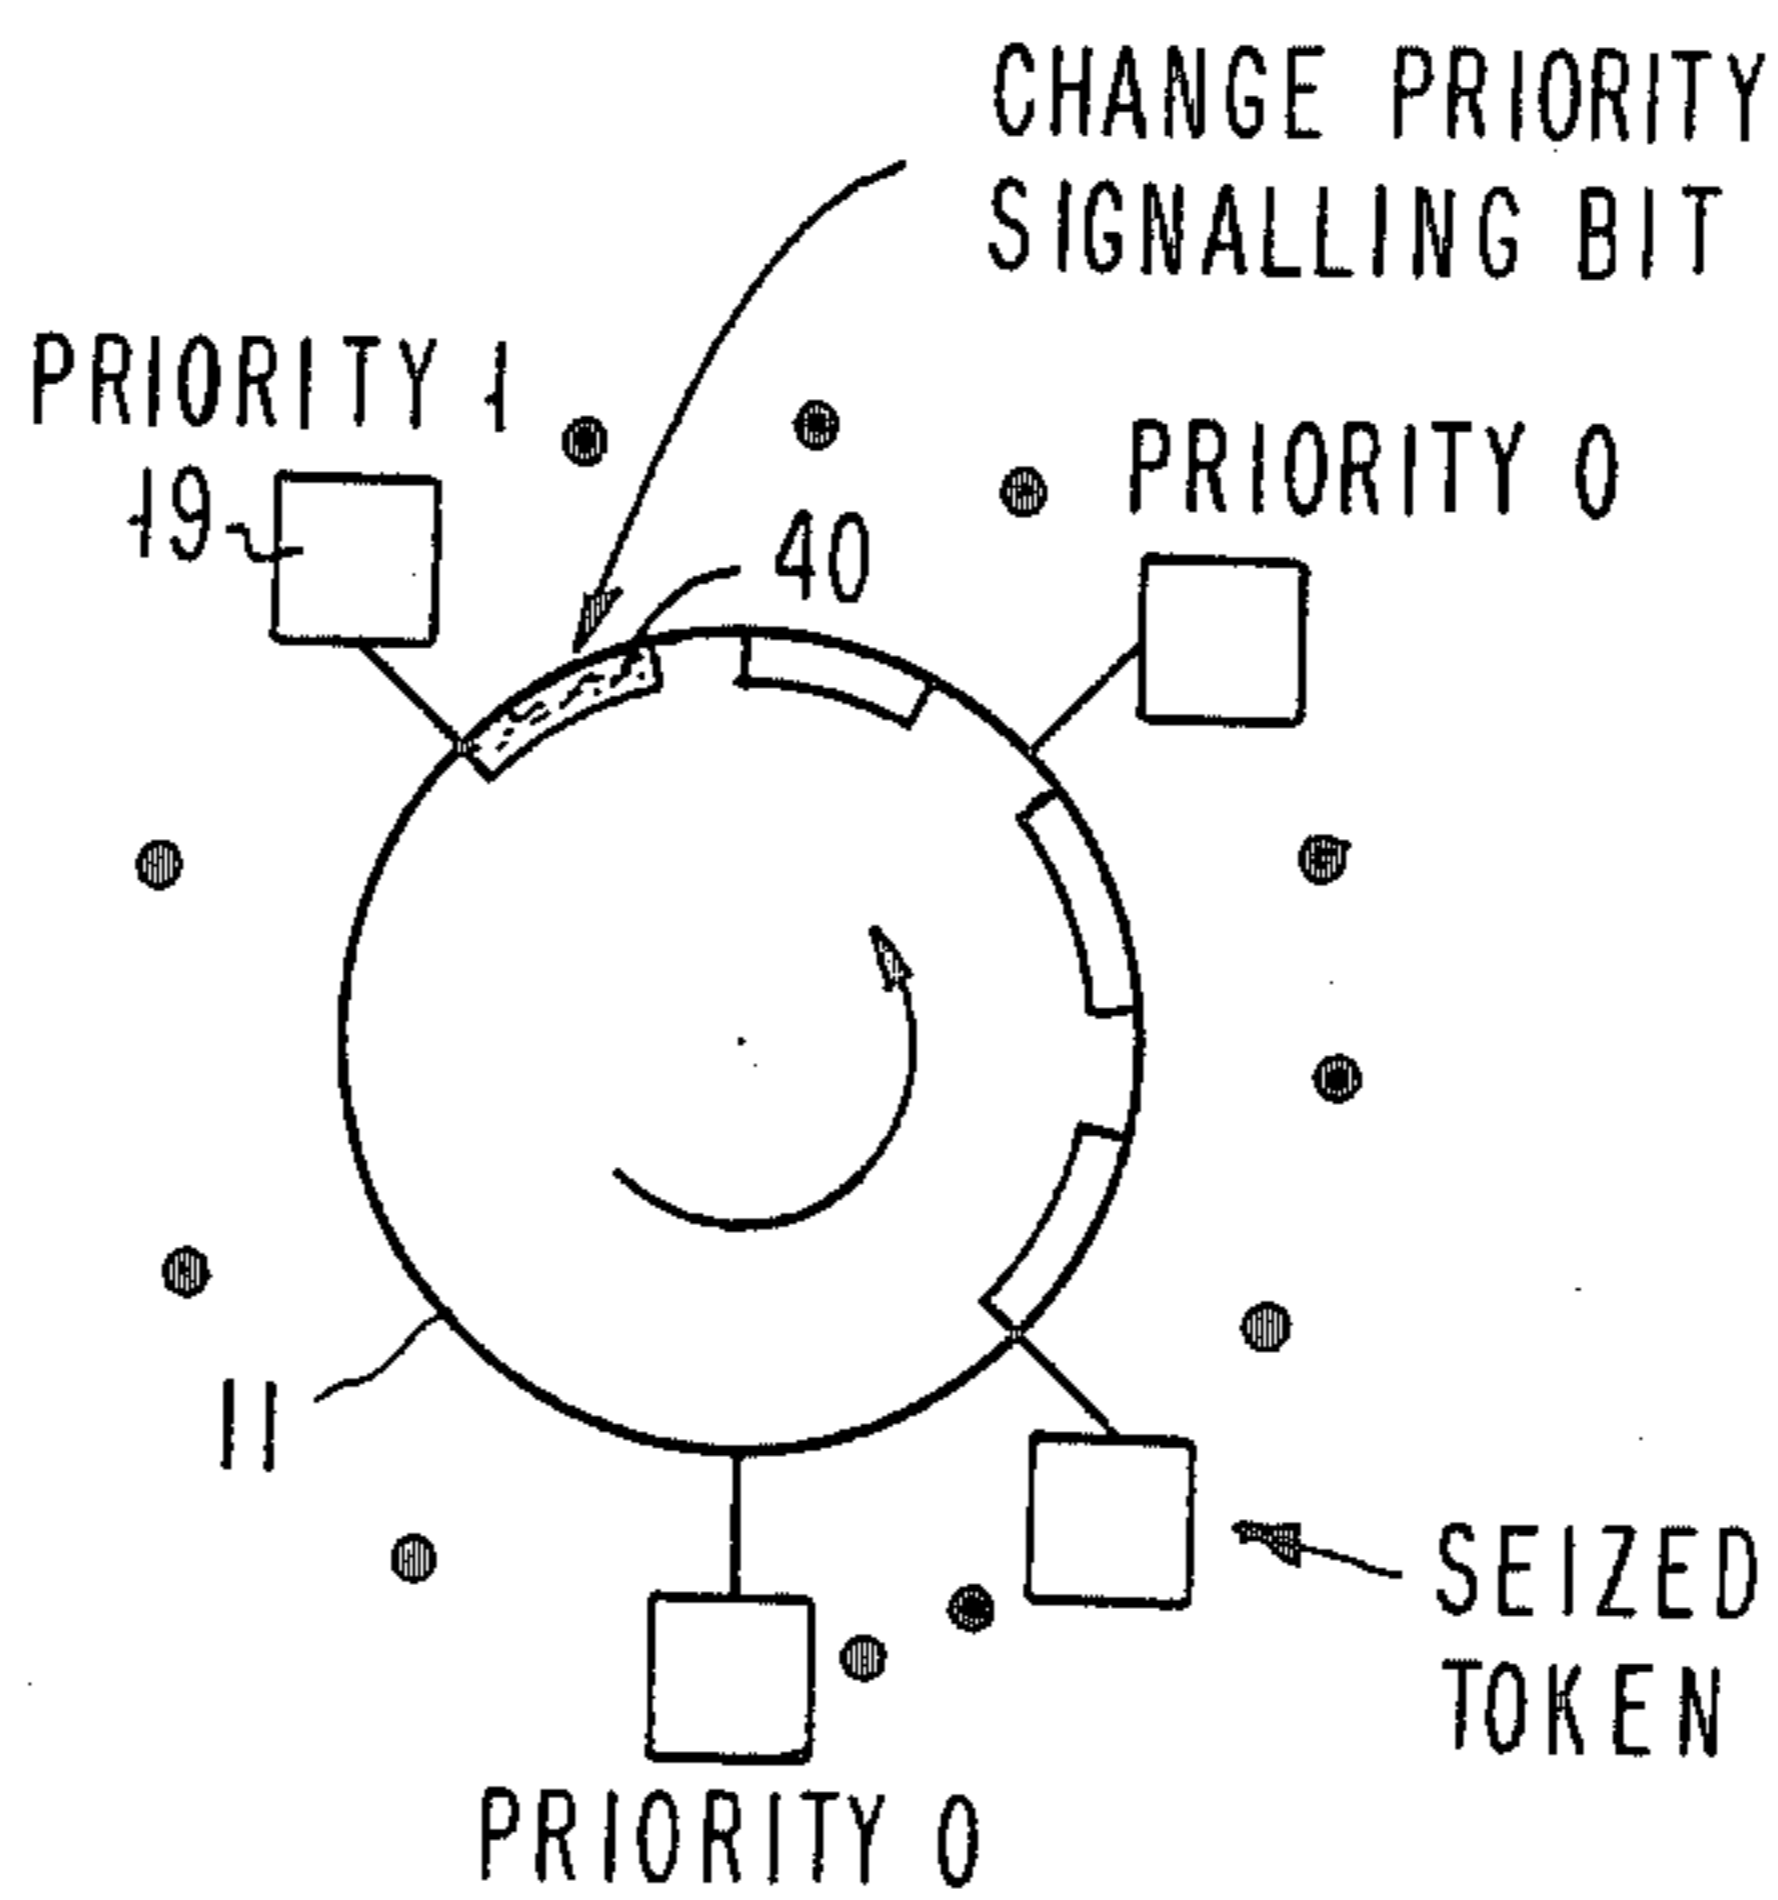 CHANGE PRIORITY
SIGNALLING BIT
PRIORITY 1
PRIORITY 0
19
40
11
SEIZED
TOKEN
PRIORITY 0